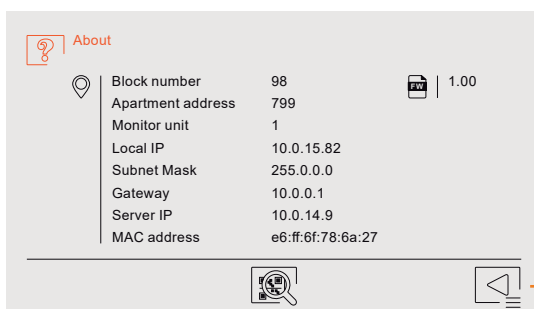 About
Block number 98 FW 1.00
Apartment address 799
Monitor unit 1
Local IP 10.0.15.82
Subnet Mask 255.0.0.0
Gateway 10.0.0.1
Server IP 10.0.14.9
MAC address e6:ff:6f:78:6a:27